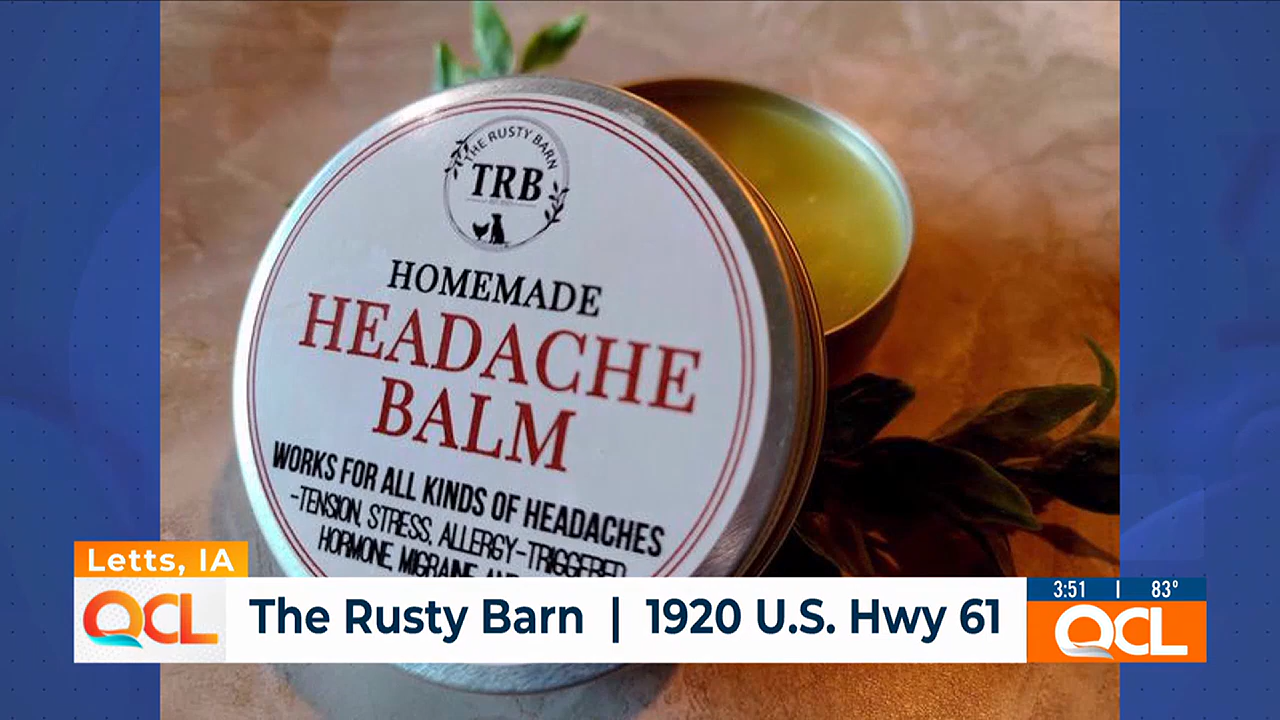 THE RUSTY BARN
TRB
HOMEMADE
HEADACHE
BALM
WORKS FOR ALL KINDS OF HEADACHES
-TENSION, STRESS, ALLERGY-TRIGGERED
HORMONE, MIGRAINE
Letts, IA
QCL
The Rusty Barn | 1920 U.S. Hwy 61
3:51 | 83°
QCL